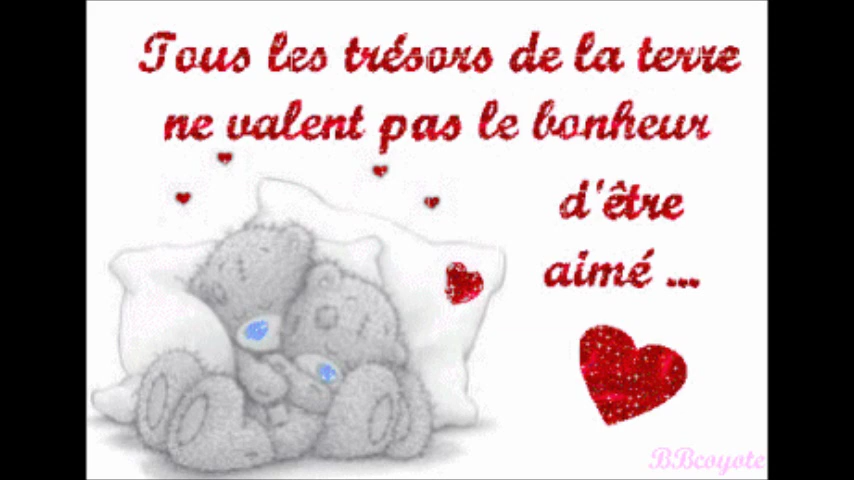 Tous les trésors de la terre
ne valent pas le bonheur
d'être
aimé ...
BBcoyote